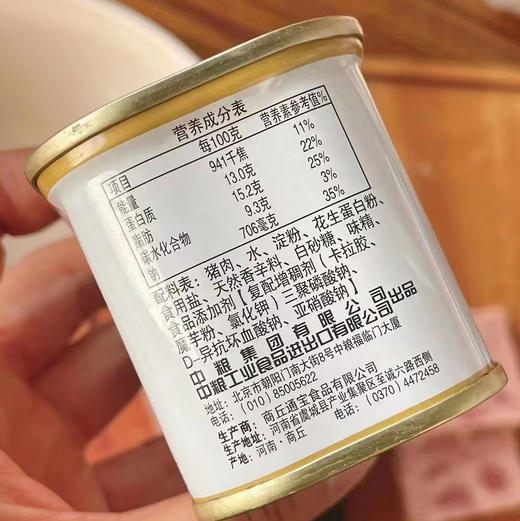 营养成分表
项目 每100克 营养素参考值%
能量 941千焦 11%
蛋白质 13.0克 22%
脂肪 15.2克 25%
碳水化合物 9.3克 3%
钠 706毫克 35%
配料表：猪肉、水、淀粉、花生蛋白粉、
食用盐、天然香辛料、白砂糖、味精、
食品添加剂【复配增稠剂（卡拉胶、
魔芋粉、氯化钾）三聚磷酸钠、
D-异抗坏血酸钠、亚硝酸钠】
中粮集团有限公司
中粮工业食品进出口有限公司出品
地址：北京市朝阳门南大街8号中粮福临门大厦
电话：（010）85005622
生产商：商丘通宝食品有限公司
生产地址：河南省虞城县产业集聚区至诚六路西侧
产地：河南·商丘 电话：（0370）4472458